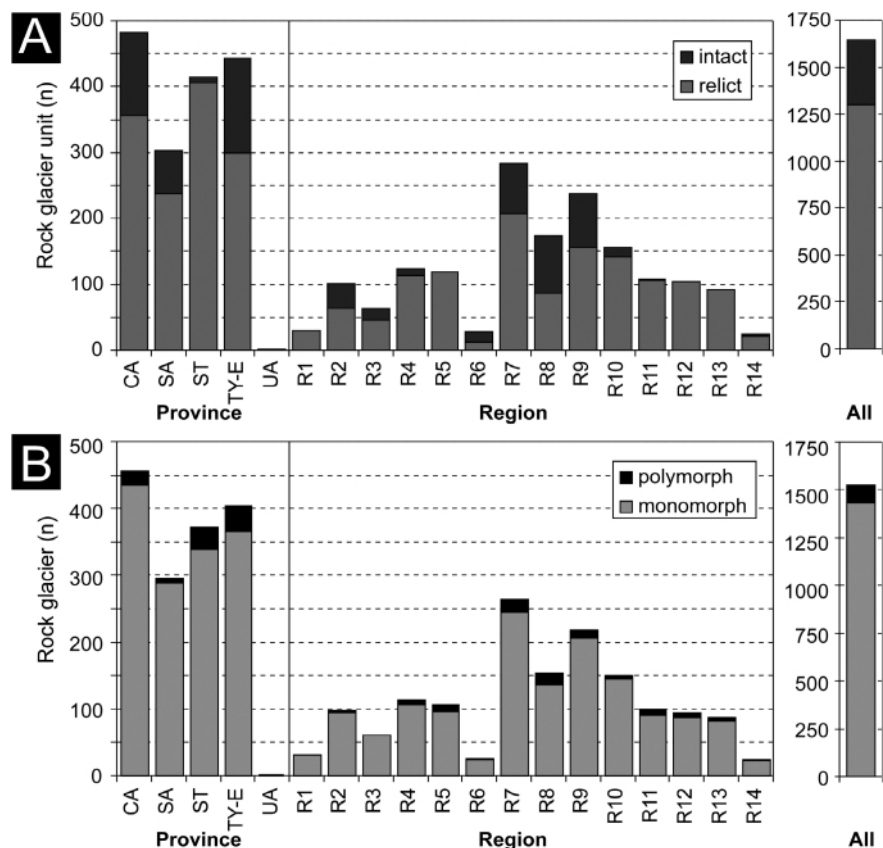 A
Rock glacier unit (n)
500
400
300
200
100
0
intact
relict
CA SA ST TY-E UA R1 R2 R3 R4 R5 R6 R7 R8 R9 R10 R11 R12 R13 R14
Province Region
1750
1500
1250
1000
750
500
250
0
All
B
Rock glacier (n)
500
400
300
200
100
0
polymorph
monomorph
CA SA ST TY-E UA R1 R2 R3 R4 R5 R6 R7 R8 R9 R10 R11 R12 R13 R14
Province Region
1750
1500
1250
1000
750
500
250
0
All